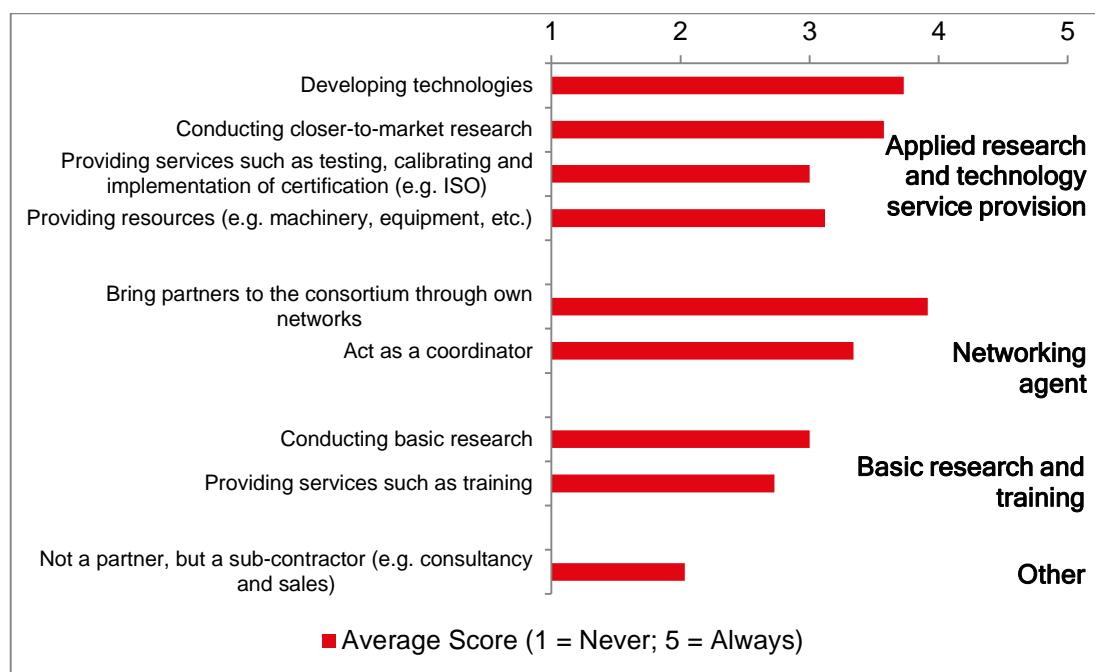 1 2 3 4 5
Developing technologies
Conducting closer-to-market research
Providing services such as testing, calibrating and
implementation of certification (e.g. ISO)
Providing resources (e.g. machinery, equipment, etc.)
Applied research
and technology
service provision
Bring partners to the consortium through own
networks
Act as a coordinator
Networking
agent
Conducting basic research
Providing services such as training
Basic research and
training
Not a partner, but a sub-contractor (e.g. consultancy
and sales)
Other
Average Score (1 = Never; 5 = Always)